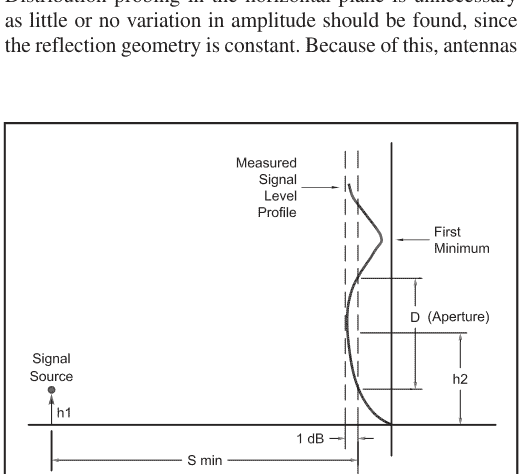 Distribution probing in the horizontal plane is unnecessary
as little or no variation in amplitude should be found, since
the reflection geometry is constant. Because of this, antennas
Measured
Signal
Level
Profile
First
Minimum
D (Aperture)
Signal
Source
h2
h1
1 dB
S min